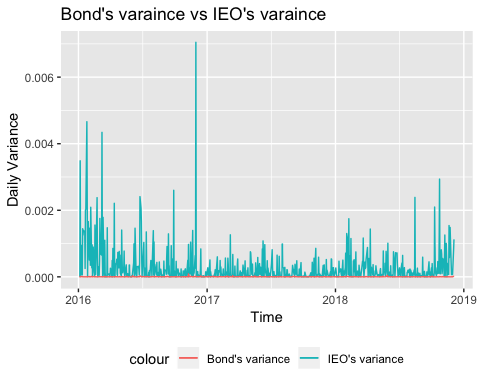 Bond's varaince vs IEO's varaince
Daily Variance
0.006
0.004
0.002
0.000
2016
2017
2018
2019
Time
colour
Bond's variance
IEO's variance